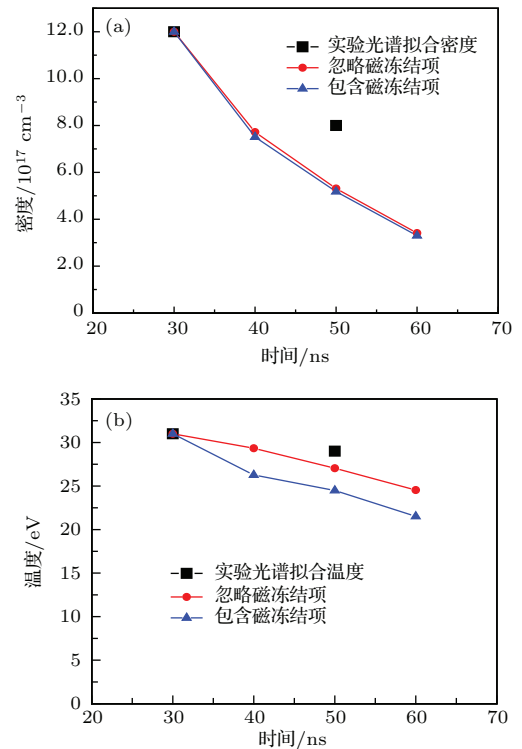 (a)
12.0
实验光谱拟合密度
忽略磁冻结项
包含磁冻结项
8.0
6.0
4.0
2.0
0
密度/10¹⁷ cm⁻³
20 30 40 50 60 70
时间/ns
(b)
35
30
25
20
15
实验光谱拟合温度
忽略磁冻结项
包含磁冻结项
10
5
0
温度/eV
20 30 40 50 60 70
时间/ns